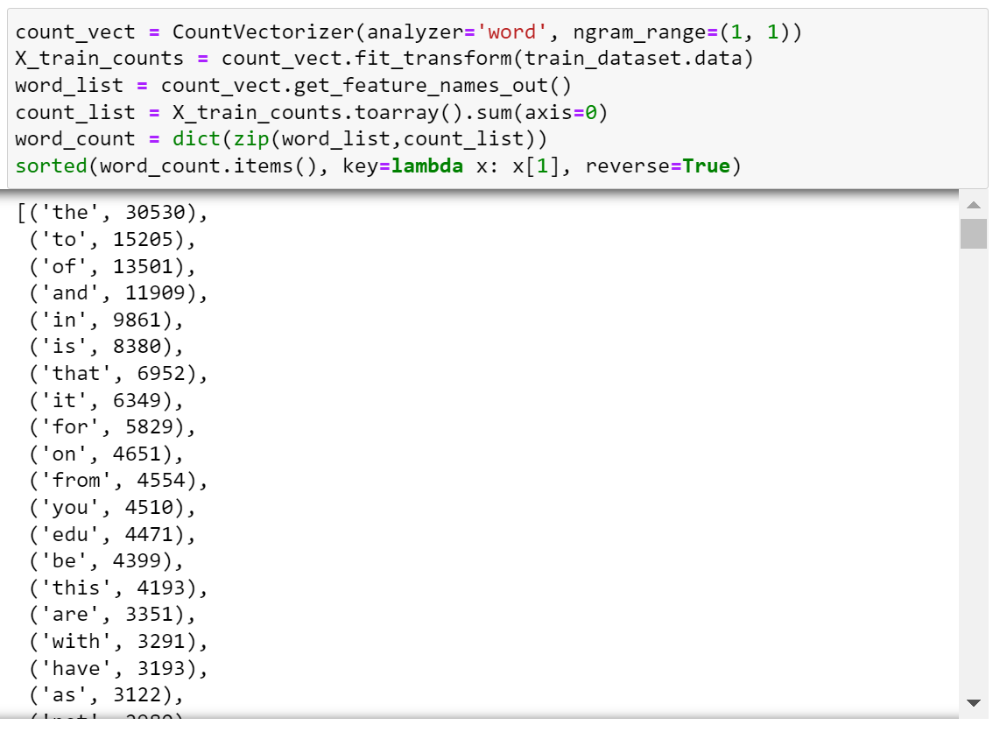 count_vect = CountVectorizer(analyzer='word', ngram_range=(1, 1))
X_train_counts = count_vect.fit_transform(train_dataset.data)
word_list = count_vect.get_feature_names_out()
count_list = X_train_counts.toarray().sum(axis=0)
word_count = dict(zip(word_list,count_list))
sorted(word_count.items(), key=lambda x: x[1], reverse=True)
[('the', 30530),
('to', 15205),
('of', 13501),
('and', 11909),
('in', 9861),
('is', 8380),
('that', 6952),
('it', 6349),
('for', 5829),
('on', 4651),
('from', 4554),
('you', 4510),
('edu', 4471),
('be', 4399),
('this', 4193),
('are', 3351),
('with', 3291),
('have', 3193),
('as', 3122),